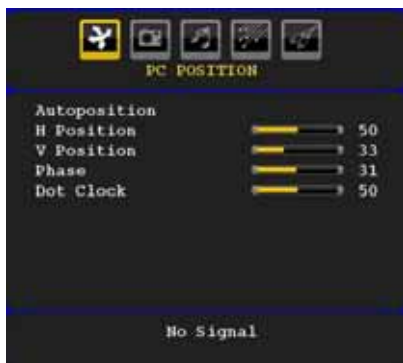 PC POSITION
Autoposition
H Position 50
V Position 33
Phase 31
Dot Clock 50
No Signal